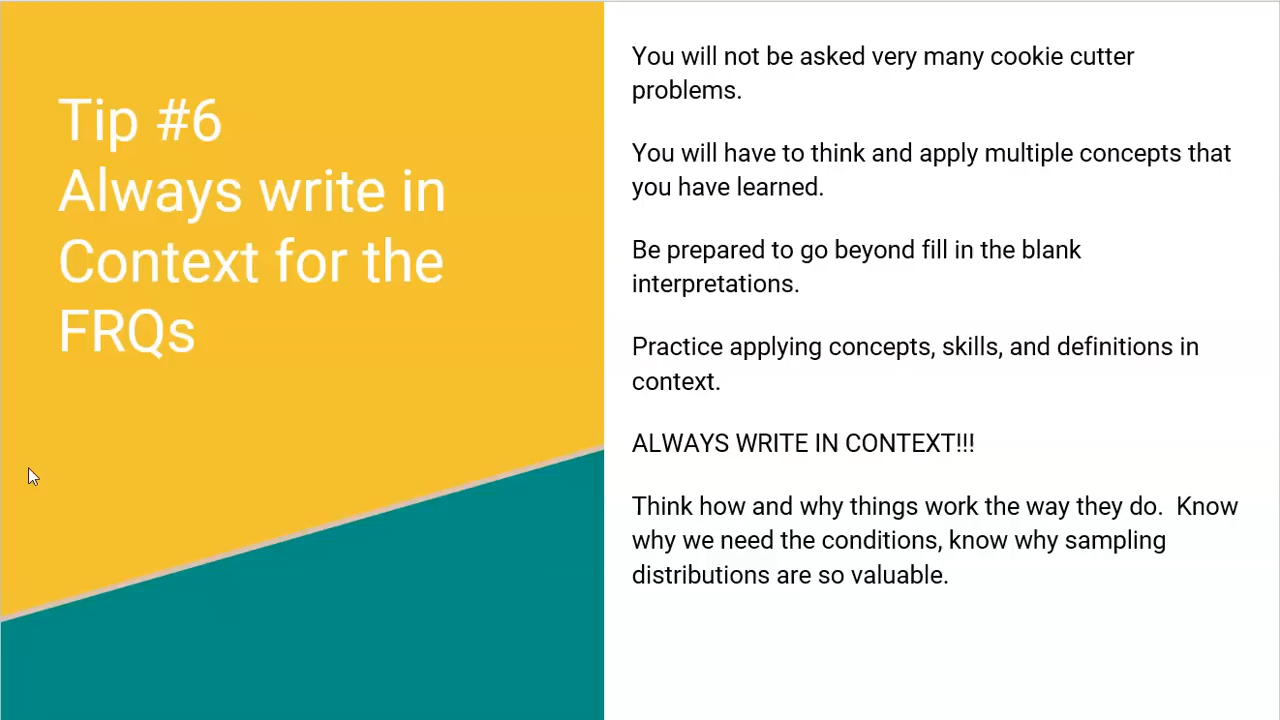 Tip #6
Always write in
Context for the
FRQs
You will not be asked very many cookie cutter
problems.
You will have to think and apply multiple concepts that
you have learned.
Be prepared to go beyond fill in the blank
interpretations.
Practice applying concepts, skills, and definitions in
context.
ALWAYS WRITE IN CONTEXT!!!
Think how and why things work the way they do.  Know
why we need the conditions, know why sampling
distributions are so valuable.